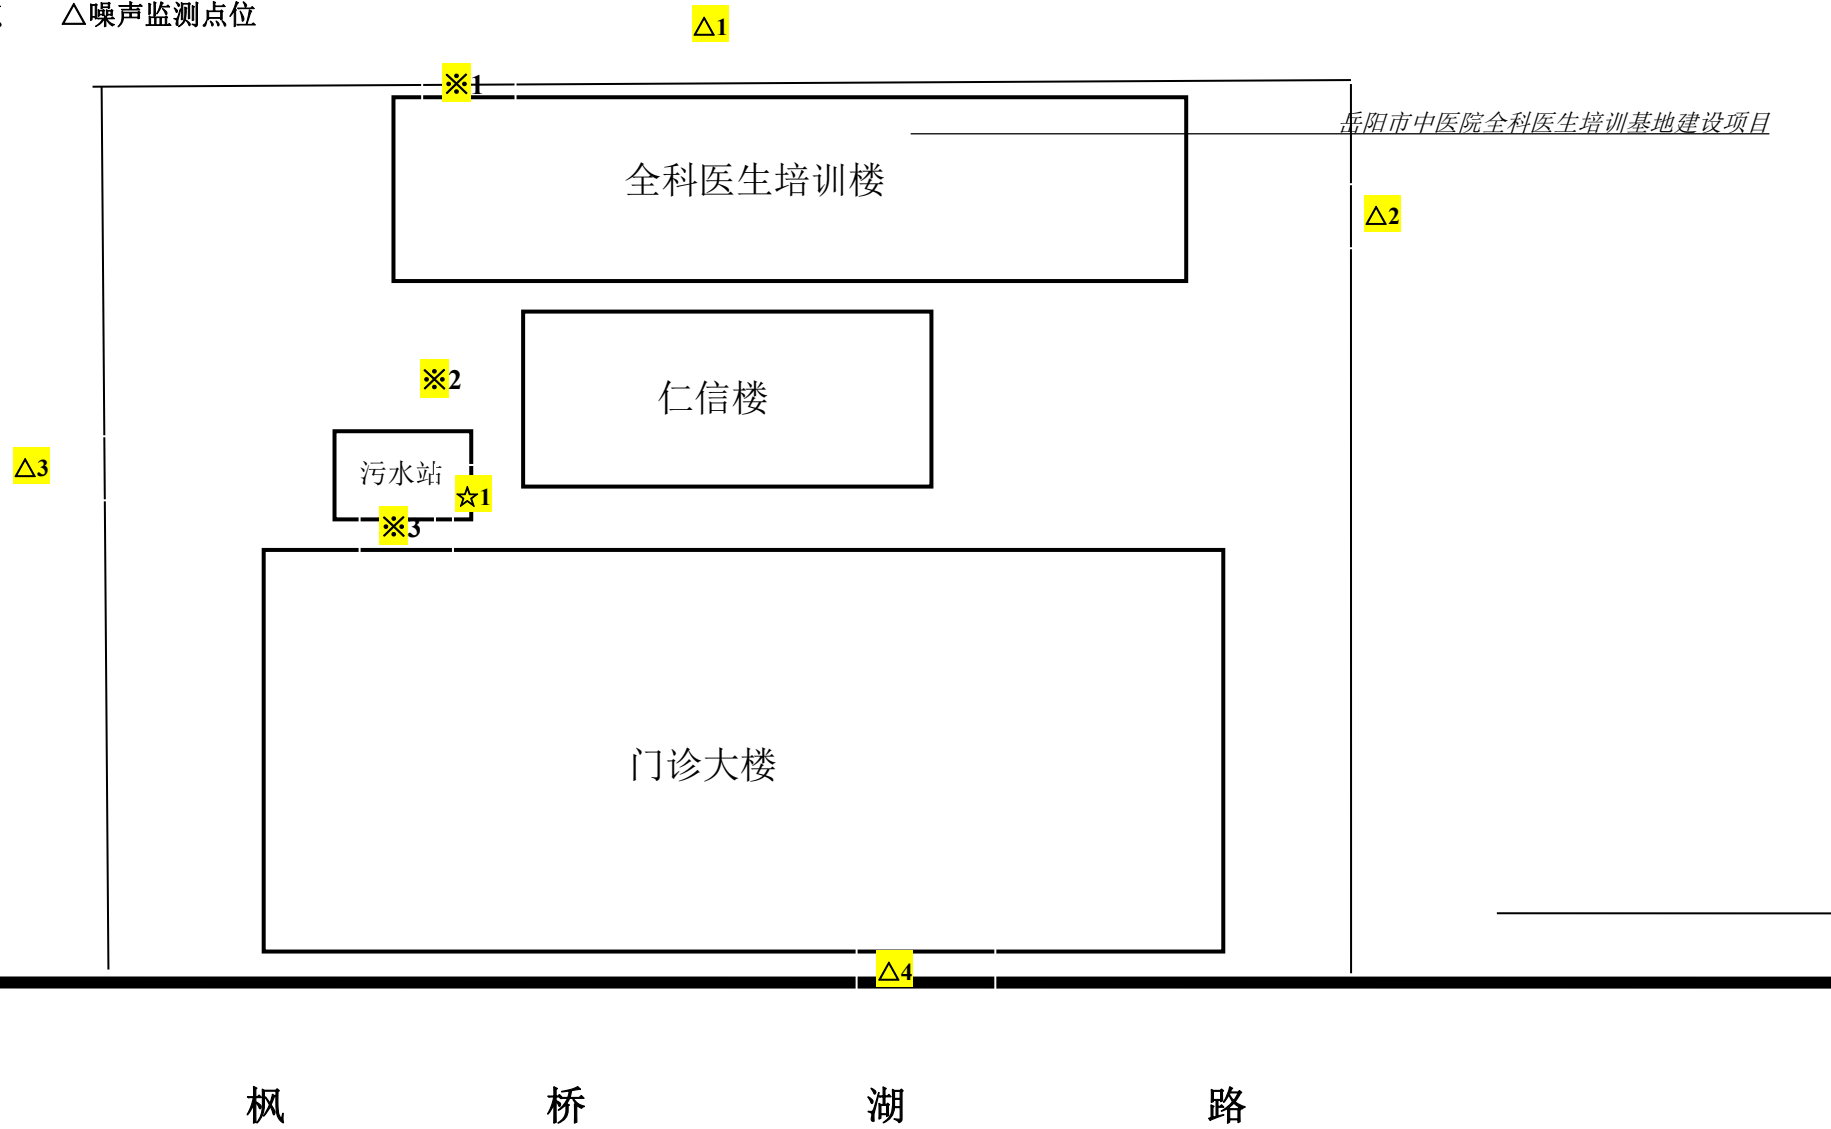 △噪声监测点位
△1
※1
岳阳市中医院全科医生培训基地建设项目
全科医生培训楼
△2
※2
仁信楼
△3
污水站
☆1
※3
门诊大楼
△4
枫 桥 湖 路